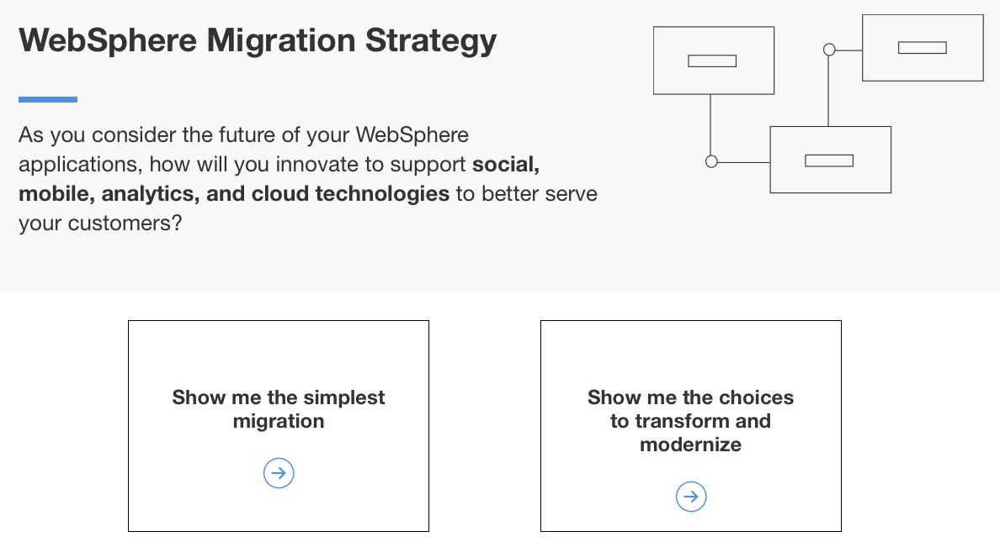 WebSphere Migration Strategy
As you consider the future of your WebSphere
applications, how will you innovate to support social,
mobile, analytics, and cloud technologies to better serve
your customers?
Show me the simplest
migration
Show me the choices
to transform and
modernize